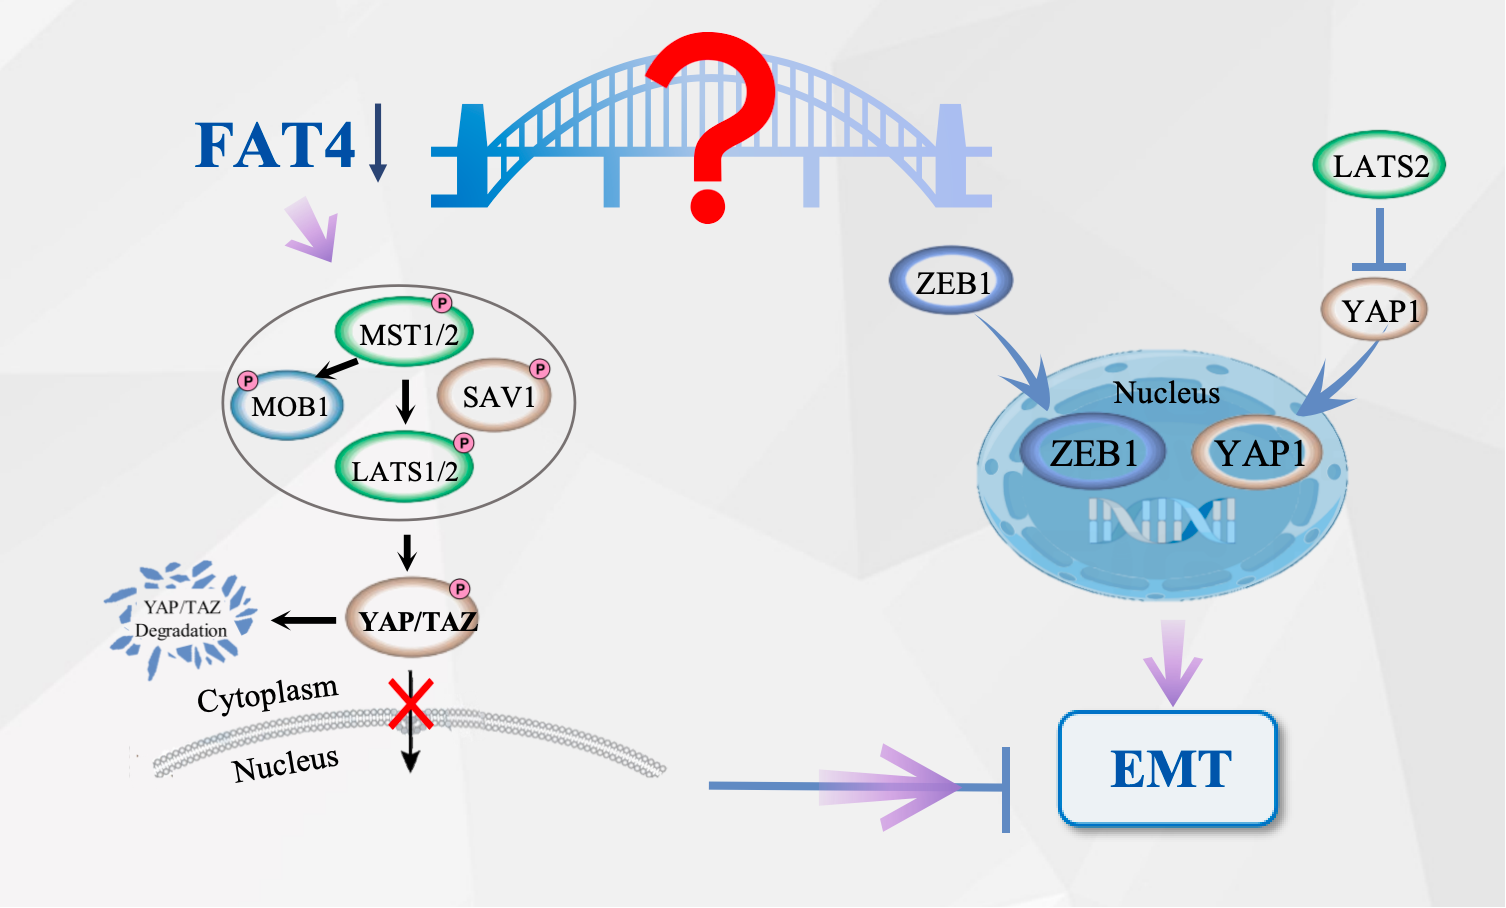 FAT4
?
LATS2
ZEB1
YAP1
P
MST1/2
P
SAV1
P
MOB1
P
LATS1/2
Nucleus
ZEB1
YAP1
P
YAP/TAZ
YAP/TAZ
Degradation
Cytoplasm
Nucleus
EMT